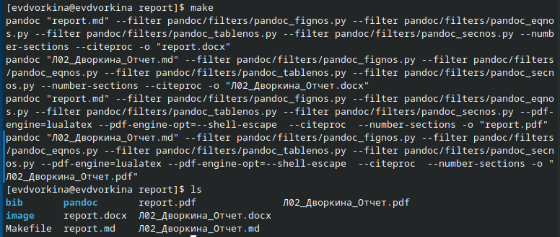 [evdvorkina@evdvorkina report]$ make
pandoc "report.md" --filter pandoc/filters/pandoc_fignos.py --filter pandoc/filters/pandoc_eqno
s.py --filter pandoc/filters/pandoc_tablenos.py --filter pandoc/filters/pandoc_secnos.py --numb
er-sections --citeproc -o "report.docx"
pandoc "Л02_Дворкина_Отчет.md" --filter pandoc/filters/pandoc_fignos.py --filter pandoc/filters
/pandoc_eqnos.py --filter pandoc/filters/pandoc_tablenos.py --filter pandoc/filters/pandoc_secn
os.py --number-sections --citeproc -o "Л02_Дворкина_Отчет.docx"
pandoc "report.md" --filter pandoc/filters/pandoc_fignos.py --filter pandoc/filters/pandoc_eqno
s.py --filter pandoc/filters/pandoc_tablenos.py --filter pandoc/filters/pandoc_secnos.py --pdf-
engine=lualatex --pdf-engine-opt=--shell-escape  --citeproc  --number-sections -o "report.pdf"
pandoc "Л02_Дворкина_Отчет.md" --filter pandoc/filters/pandoc_fignos.py --filter pandoc/filters
/pandoc_eqnos.py --filter pandoc/filters/pandoc_tablenos.py --filter pandoc/filters/pandoc_secn
os.py --pdf-engine=lualatex --pdf-engine-opt=--shell-escape  --citeproc  --number-sections -o "
Л02_Дворкина_Отчет.pdf"
[evdvorkina@evdvorkina report]$ ls
bib pandoc report.pdf Л02_Дворкина_Отчет.pdf
image report.docx Л02_Дворкина_Отчет.docx
Makefile report.md Л02_Дворкина_Отчет.md